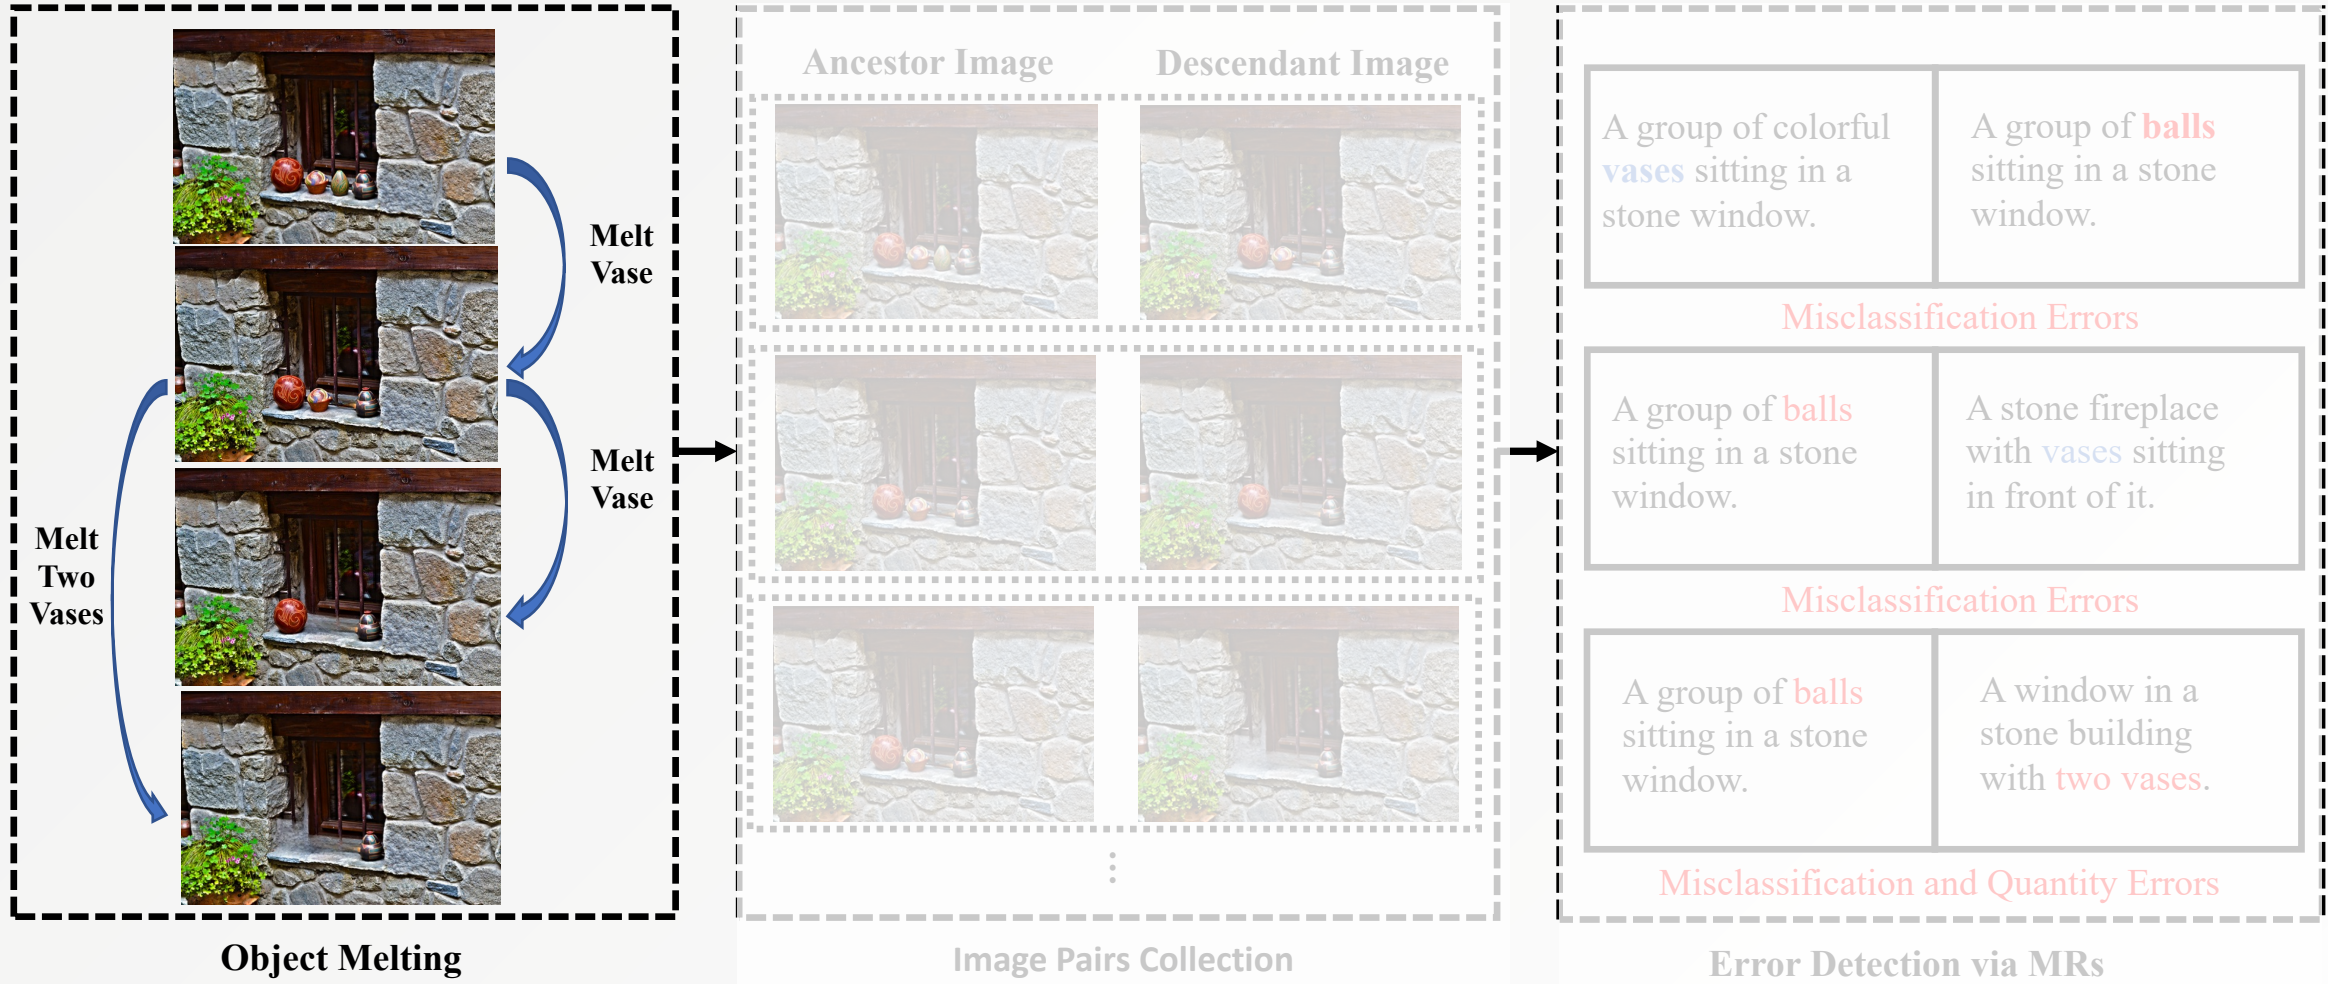 Melt
Vase
Melt
Vase
Melt
Two
Vases
Object Melting
Ancestor Image
Descendant Image
Image Pairs Collection
A group of colorful
vases sitting in a
stone window.
A group of balls
sitting in a stone
window.
Misclassification Errors
A group of balls
sitting in a stone
window.
A stone fireplace
with vases sitting
in front of it.
Misclassification Errors
A group of balls
sitting in a stone
window.
A window in a
stone building
with two vases.
Misclassification and Quantity Errors
Error Detection via MRs